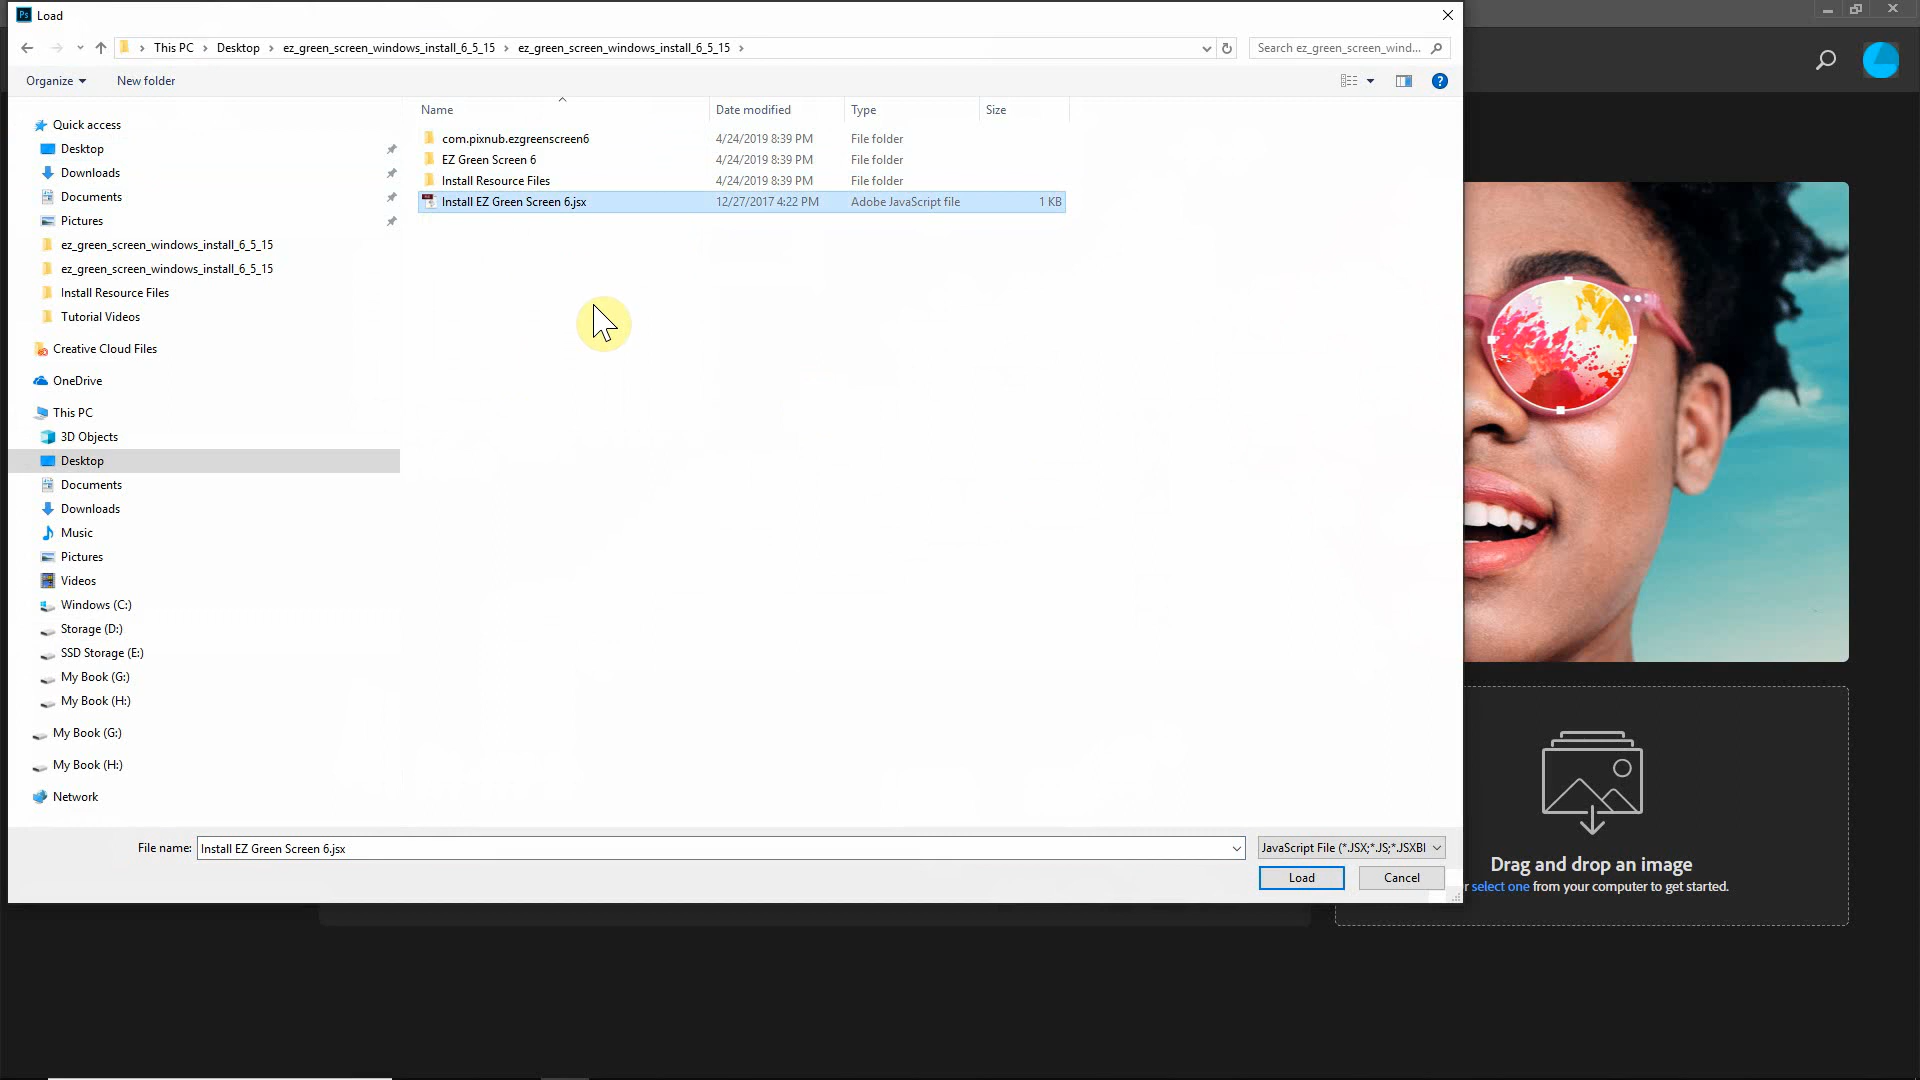 Load
This PC > Desktop > ez_green_screen_windows_install_6_5_15 > ez_green_screen_windows_install_6_5_15 >
Search ez_green_screen_wind...
Organize
New folder
Name
Date modified
Type
Size
com.pixnub.ezgreenscreen6 4/24/2019 8:39 PM File folder
EZ Green Screen 6 4/24/2019 8:39 PM File folder
Install Resource Files 4/24/2019 8:39 PM File folder
Install EZ Green Screen 6.jsx 12/27/2017 4:22 PM Adobe JavaScript file 1 KB
Quick access
Desktop
Downloads
Documents
Pictures
ez_green_screen_windows_install_6_5_15
ez_green_screen_windows_install_6_5_15
Install Resource Files
Tutorial Videos
Creative Cloud Files
OneDrive
This PC
3D Objects
Desktop
Documents
Downloads
Music
Pictures
Videos
Windows (C:)
Storage (D:)
SSD Storage (E:)
My Book (G:)
My Book (H:)
My Book (G:)
My Book (H:)
Network
File name: Install EZ Green Screen 6.jsx
JavaScript File (*.JSX;*.JS;*.JSXBI
Load
Cancel
Drag and drop an image
r select one from your computer to get started.